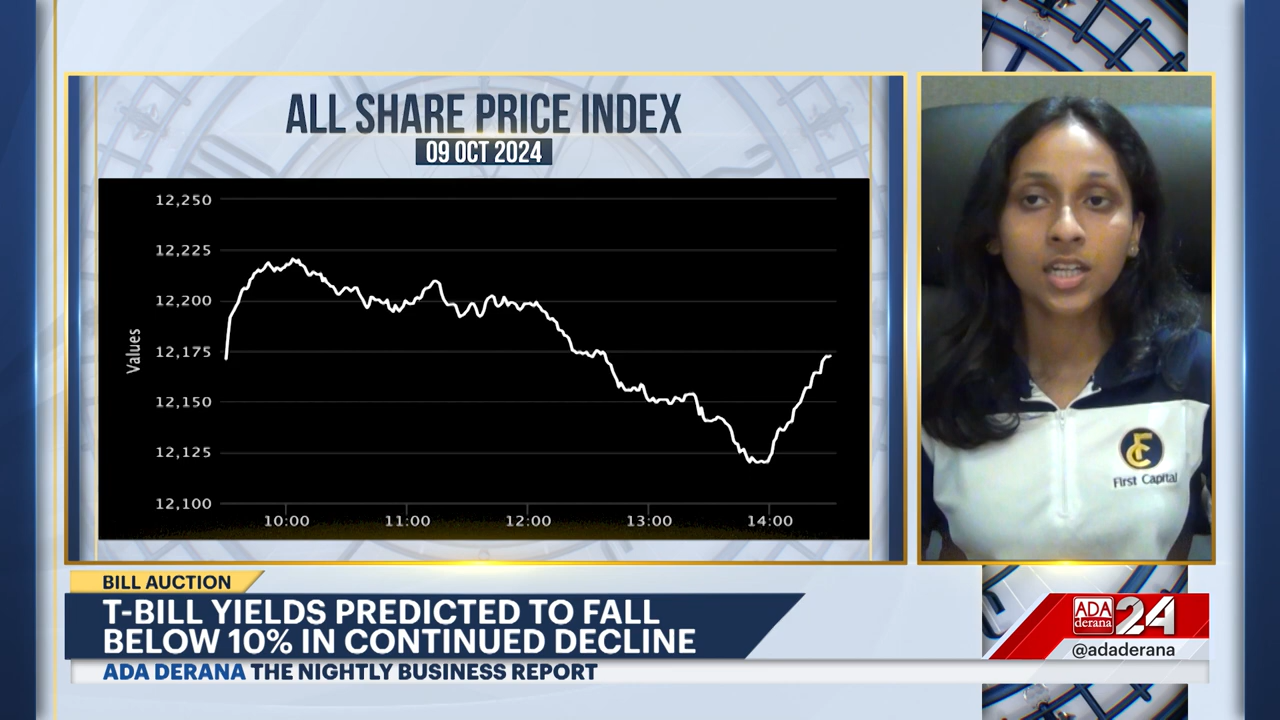 ALL SHARE PRICE INDEX
09 OCT 2024
12,250
12,225
12,200
12,175
12,150
12,125
12,100
Values
10:00 11:00 12:00 13:00 14:00
First Capital
BILL AUCTION
T-BILL YIELDS PREDICTED TO FALL
BELOW 10% IN CONTINUED DECLINE
ADA DERANA THE NIGHTLY BUSINESS REPORT
ADA
derana
24
@adaderana